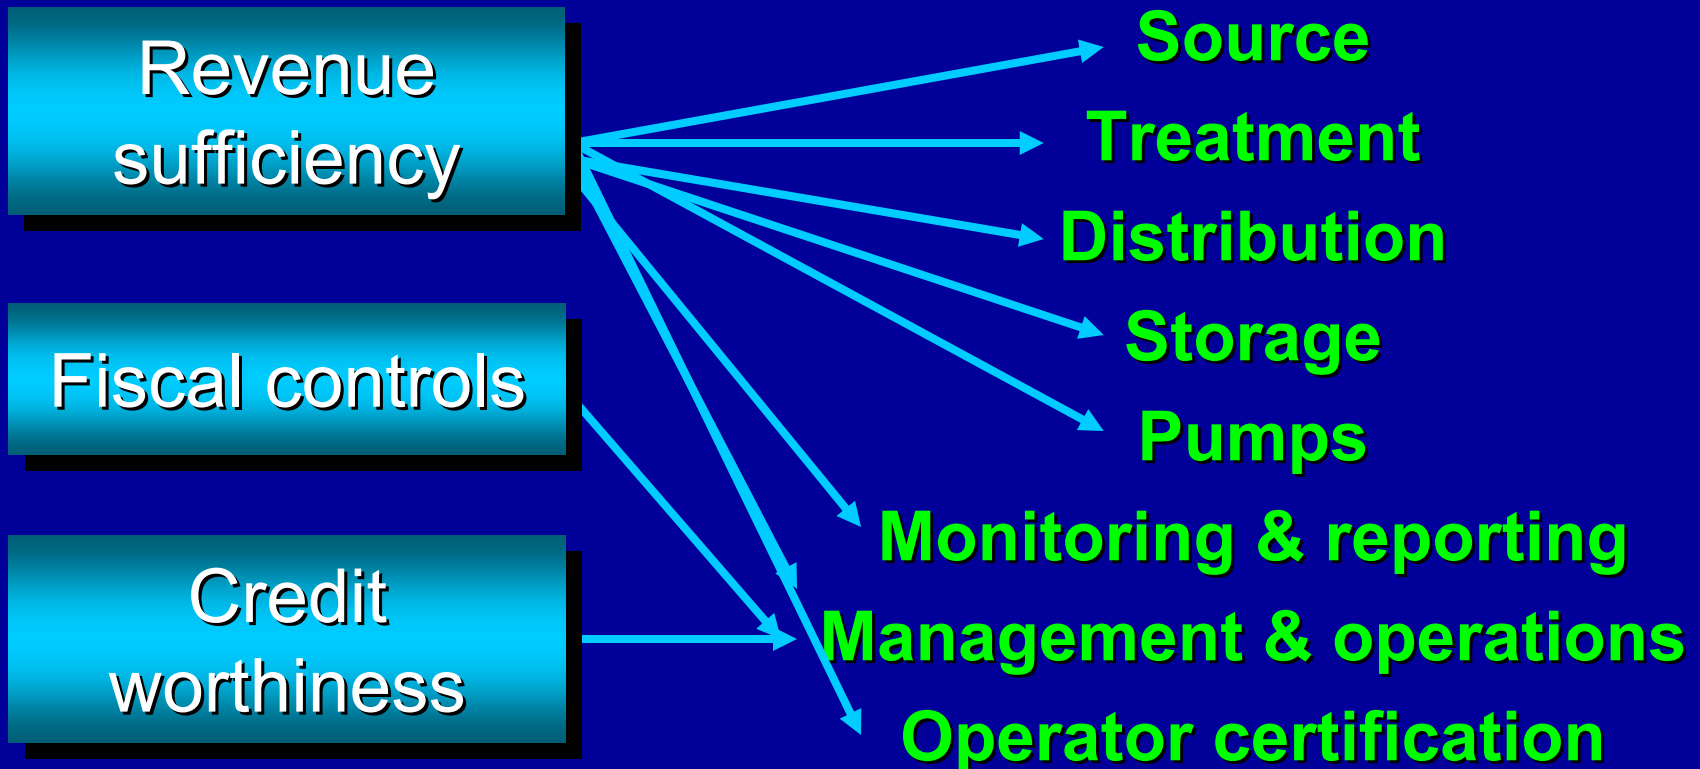 Revenue
sufficiency
Fiscal controls
Credit
worthiness
Source
Treatment
Distribution
Storage
Pumps
Monitoring & reporting
Management & operations
Operator certification